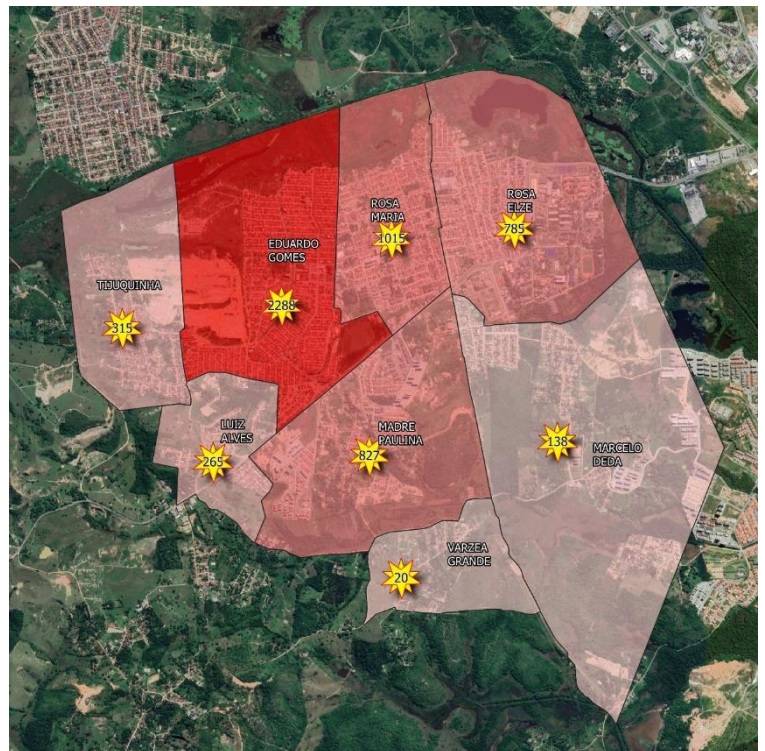 ROSA
MARIA
1015
ROSA
ELZE
785
EDUARDO
GOMES
2288
TIJUQUINHA
315
LUIZ
ALVES
265
MADRE
PAULINA
827
138
MARCELO
DEDA
VARZEA
GRANDE
20